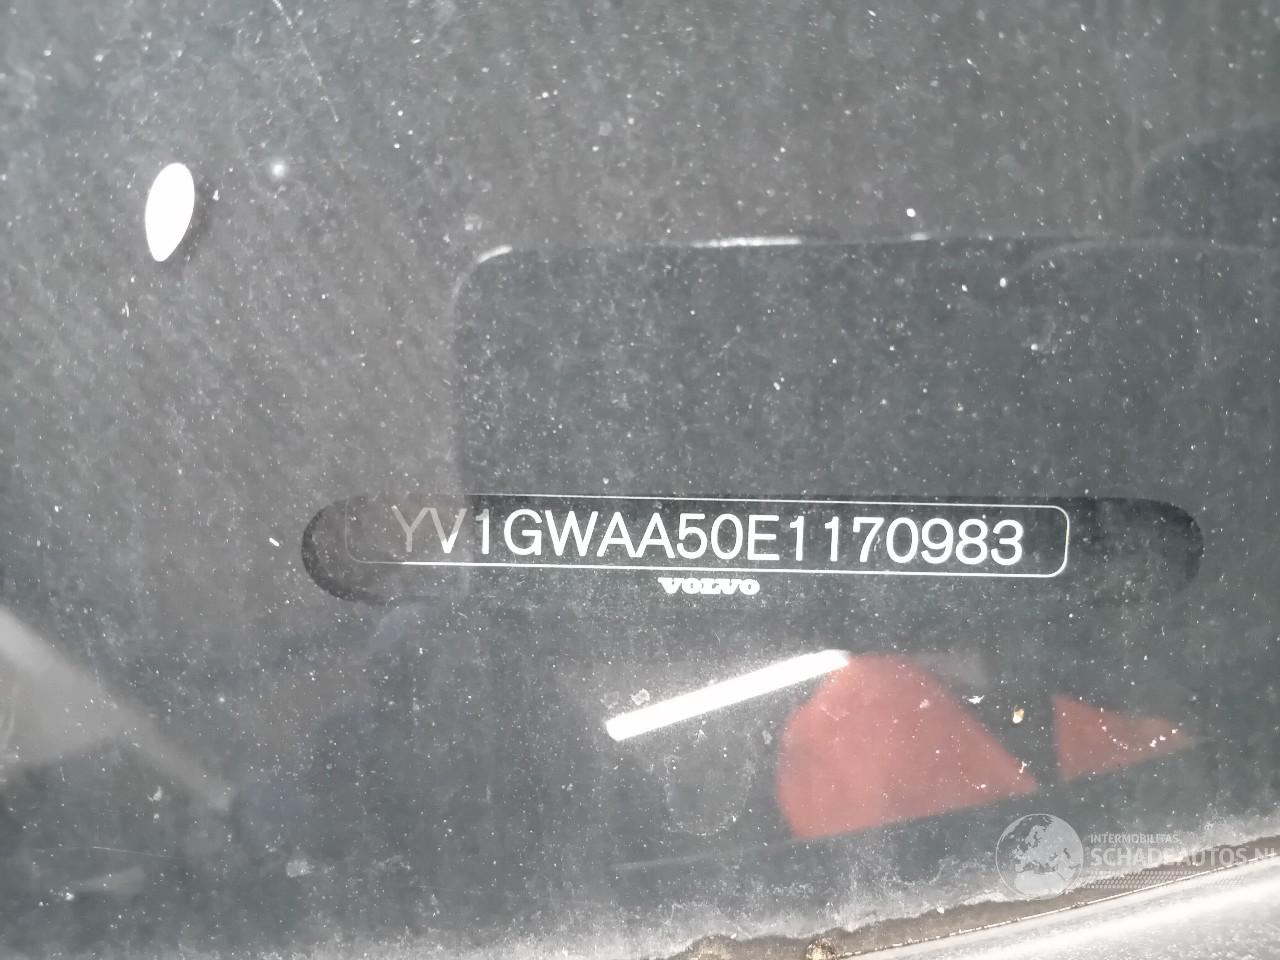 YV1GWAA50E1170983
VOLVO
INTERMOBILITAS
SCHADEAUTOS.NL